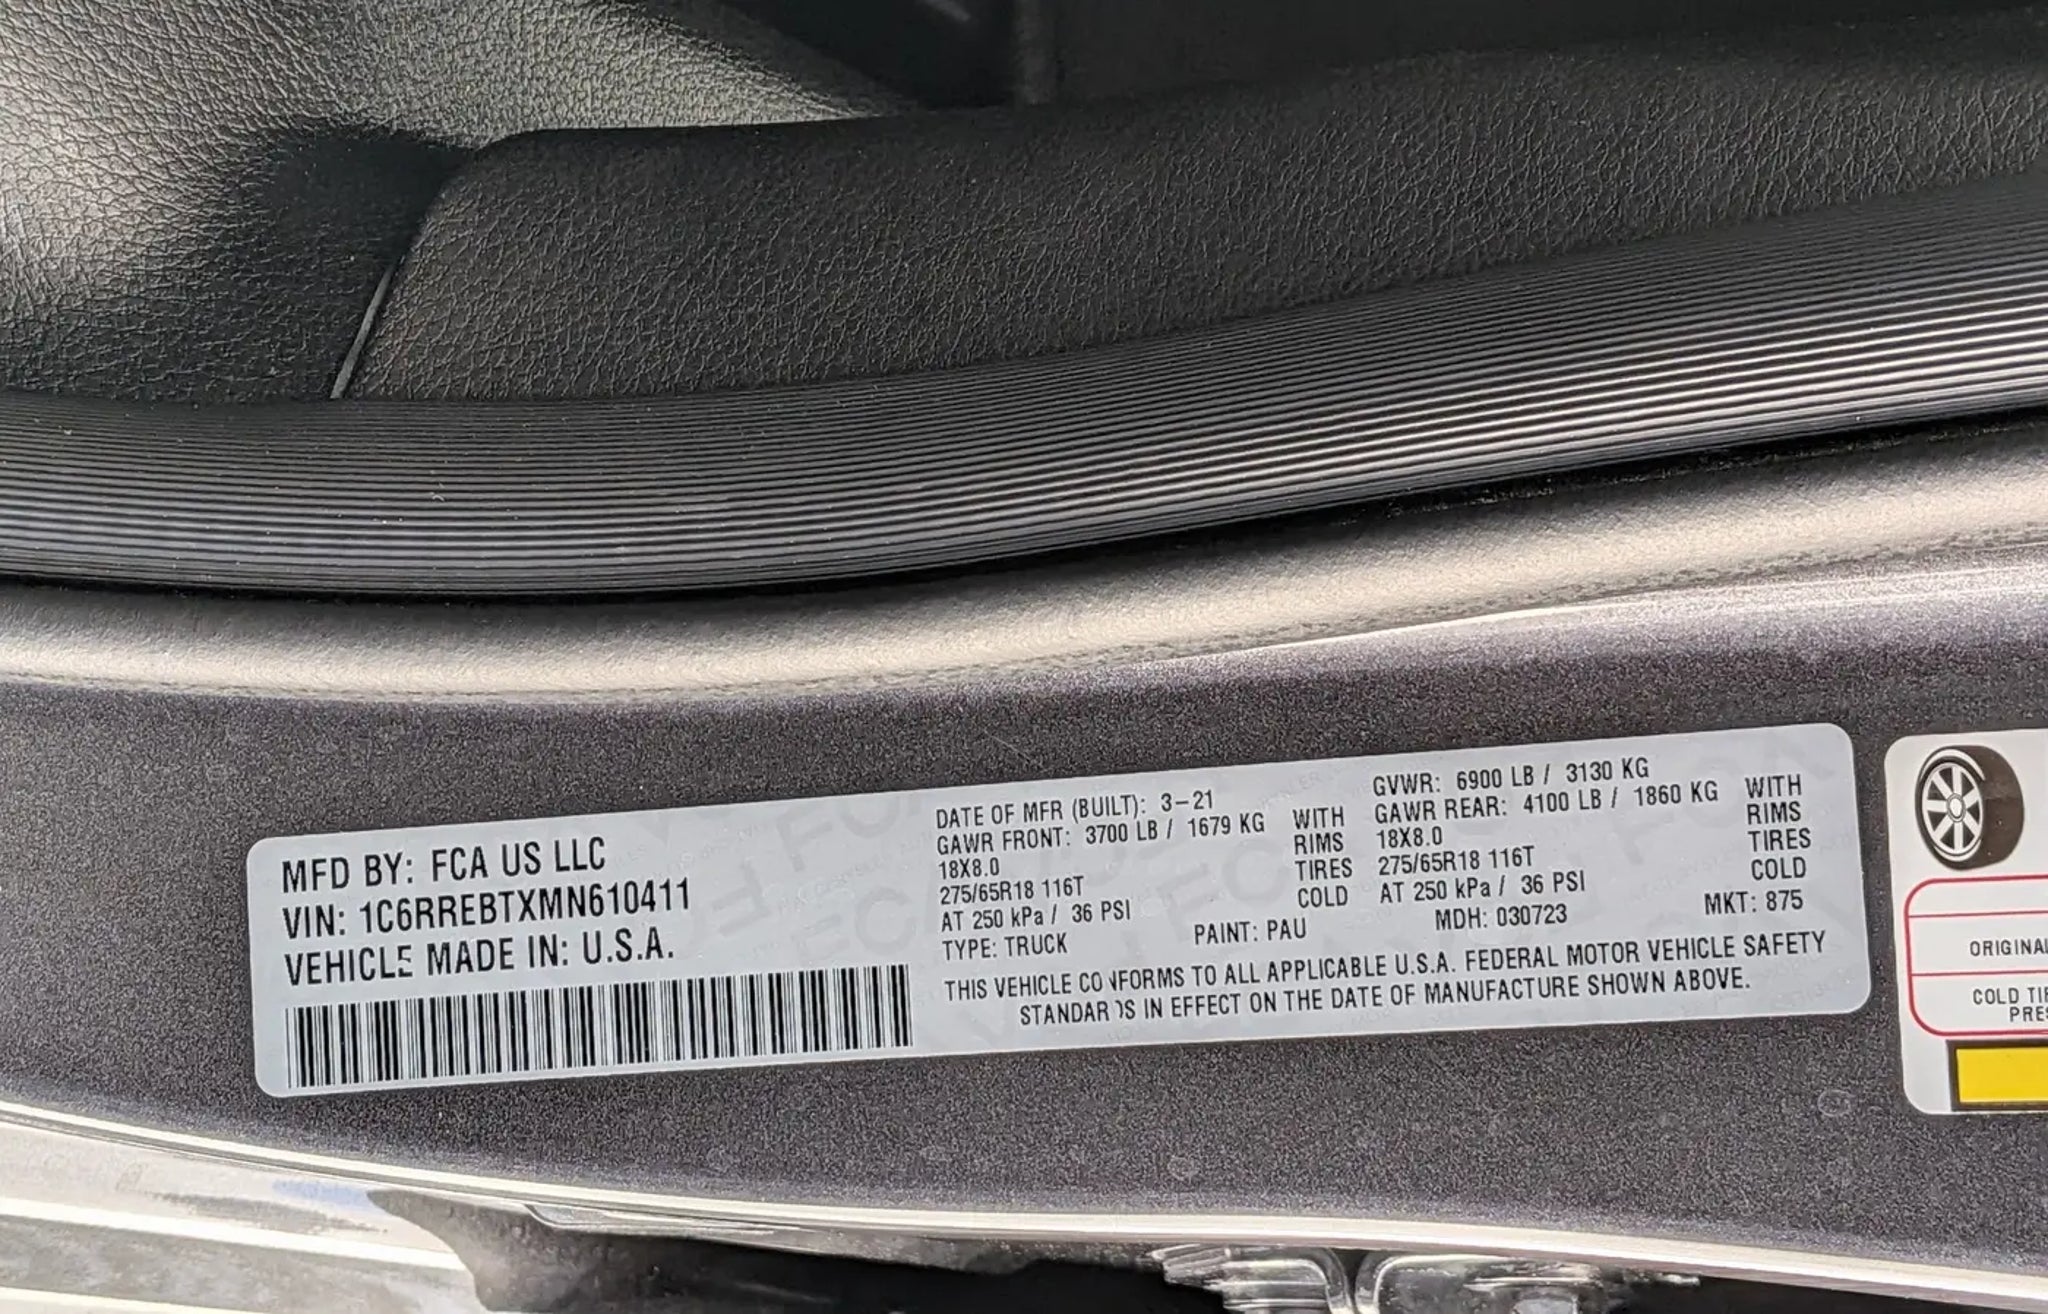 MFD BY: FCA US LLC
VIN: 1C6RREBTXMN610411
VEHICLE MADE IN: U.S.A.
DATE OF MFR (BUILT): 3-21
GAWR FRONT: 3700 LB / 1679 KG WITH
18X8.0 RIMS
275/65R18 116T TIRES
AT 250 kPa / 36 PSI COLD
GVWR: 6900 LB / 3130 KG
GAWR REAR: 4100 LB / 1860 KG WITH
18X8.0 RIMS
275/65R18 116T TIRES
AT 250 kPa / 36 PSI COLD
TYPE: TRUCK PAINT: PAU MDH: 030723 MKT: 875
THIS VEHICLE CONFORMS TO ALL APPLICABLE U.S.A. FEDERAL MOTOR VEHICLE SAFETY
STANDARDS IN EFFECT ON THE DATE OF MANUFACTURE SHOWN ABOVE.
ORIGINAL
COLD